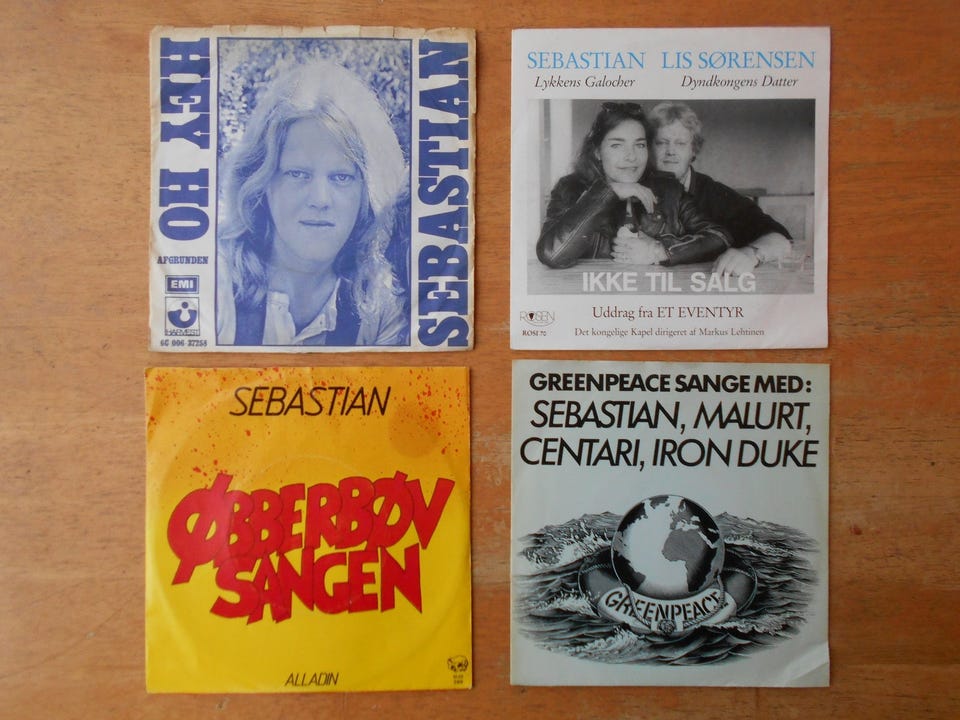 HEY HO
OH
SEBASTIAN
AFGRUNDEN
EMI
HARVEST
6C 006-37258
SEBASTIAN LIS SØRENSEN
Lykkens Galocher Dyndkongens Datter
IKKE TIL SALG
Uddrag fra ET EVENTYR
Det kongelige Kapel dirigeret af Markus Lehtinen
ROSEN
ROSI 70
SEBASTIAN
ØBBERBØV
SANGEN
ALLADIN
GREENPEACE SANGE MED:
SEBASTIAN, MALURT,
CENTARI, IRON DUKE
GREENPEACE